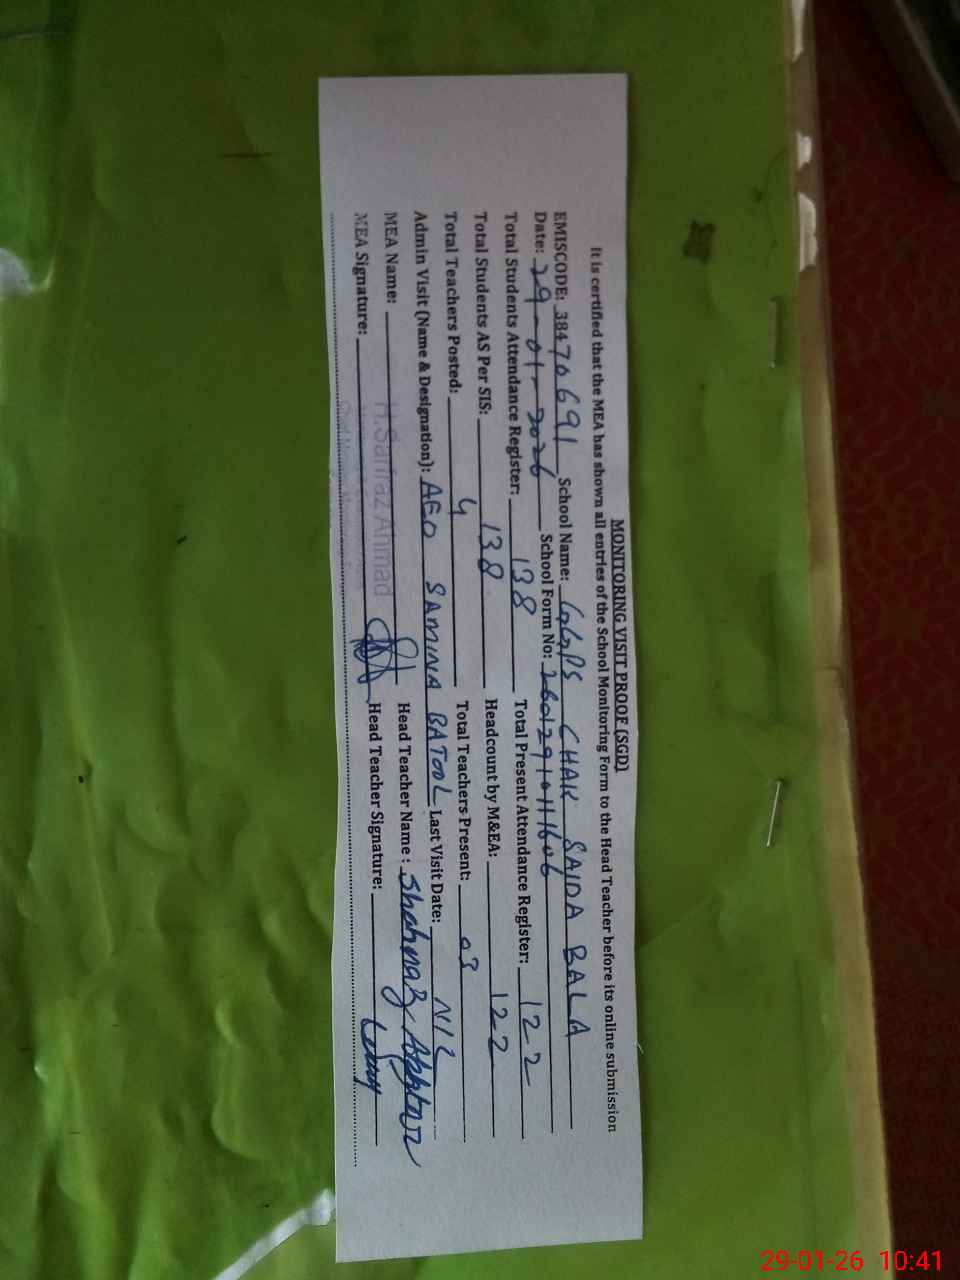 MONITORING VISIT PROOF (SGD)
It is certified that the MEA has shown all entries of the School Monitoring Form to the Head Teacher before its online submission
EMISCODE: 38470691 School Name: GGPS CHAK SAIDA BALA
Date: 29-01-2026 School Form No: 26012910111606
Total Students Attendance Register: 138 Total Present Attendance Register: 122
Total Students AS Per SIS: 138 Headcount by M&EA: 122
Total Teachers Posted: 4 Total Teachers Present: 03
Admin Visit (Name & Designation): AEO SAMINA BATOOL Last Visit Date: NIL
MEA Name: H.Sarfraz Ahmad Head Teacher Name : Shahnaz Akhtar
MEA Signature: Head Teacher Signature:
29-01-26 10:41